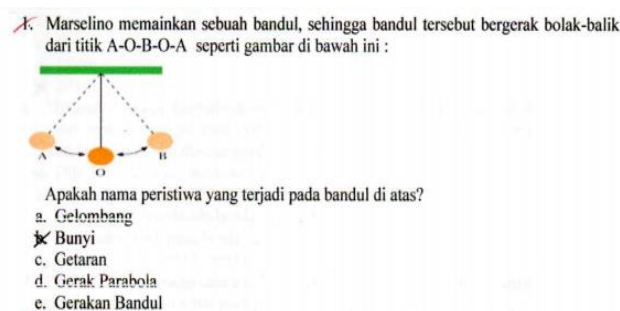 1. Marselino memainkan sebuah bandul, sehingga bandul tersebut bergerak bolak-balik
dari titik A-O-B-O-A seperti gambar di bawah ini :
A
B
O
Apakah nama peristiwa yang terjadi pada bandul di atas?
a. Gelombang
b. Bunyi
c. Getaran
d. Gerak Parabola
e. Gerakan Bandul